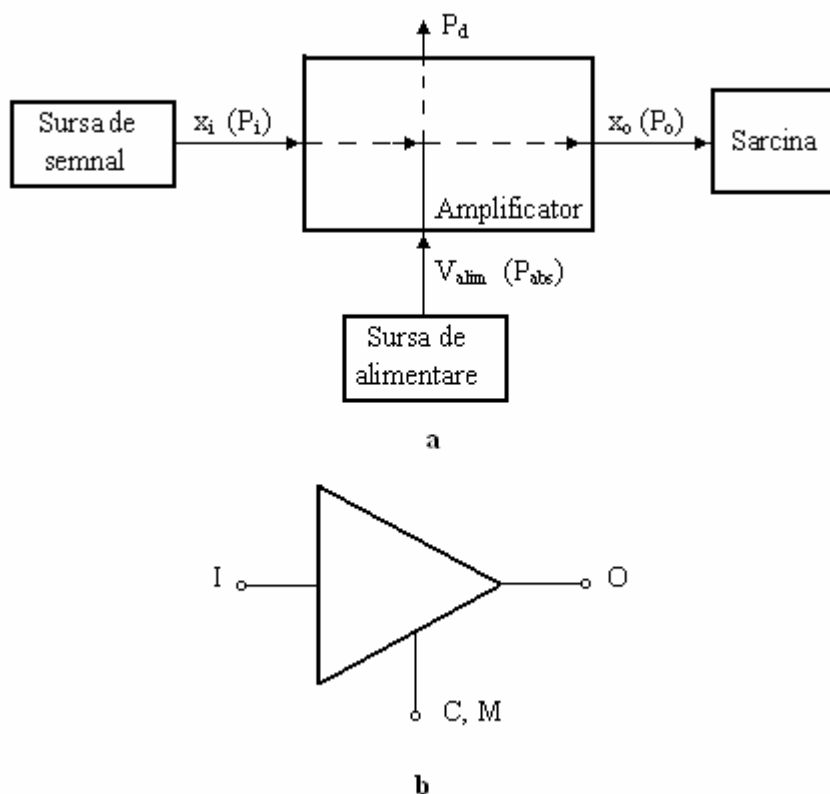 P_d
Sursa de
semnal
x_i (P_i)
x_o (P_o)
Sarcina
Amplificator
V_alim (P_abs)
Sursa de
alimentare
a
I
O
C, M
b